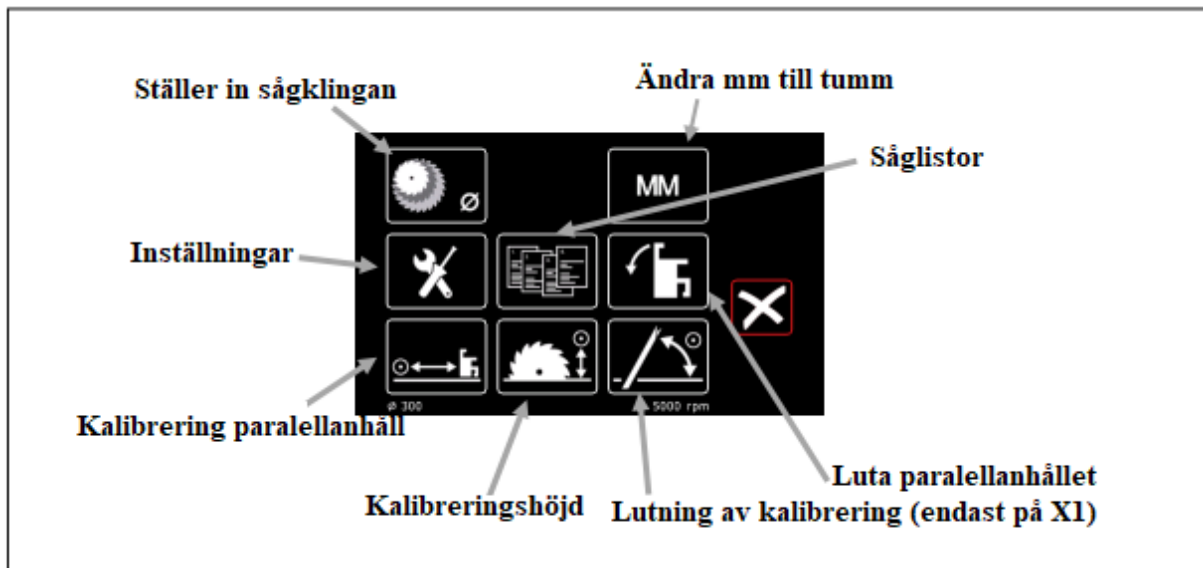 Ställer in sågklingan
Ändra mm till tumm
Såglistor
Ø
MM
Inställningar
Ø 300
5000 rpm
Kalibrering paralellanhåll
Kalibreringshöjd
Luta paralellanhållet
Lutning av kalibrering (endast på X1)